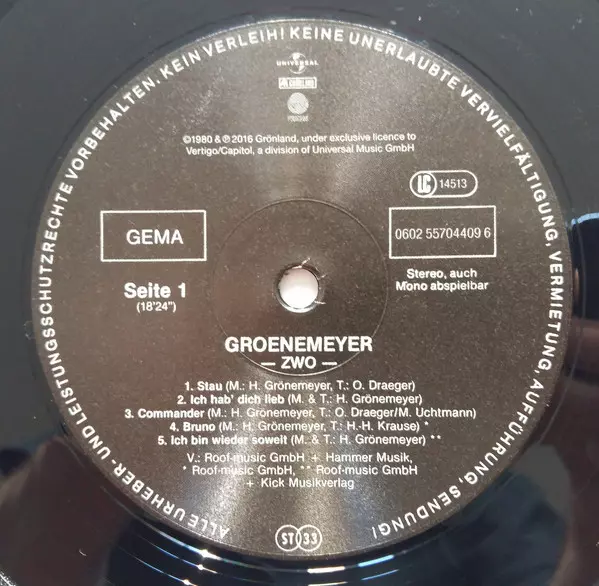 ALLE URHEBER- UND LEISTUNGSSCHUTZRECHTE VORBEHALTEN. KEIN VERLEIH! KEINE UNERLAUBTE VERVIELFÄLTIGUNG, VERMIETUNG, AUFFÜHRUNG, SENDUNG!
UNIVERSAL
©1980 & ℗2016 Grönland, under exclusive licence to
Vertigo/Capitol, a division of Universal Music GmbH
LC 14513
GEMA
0602 55704409 6
Seite 1
(18'24")
Stereo, auch
Mono abspielbar
GROENEMEYER
— ZWO —
1. Stau (M.: H. Grönemeyer, T.: O. Draeger)
2. Ich hab' dich lieb (M. & T.: H. Grönemeyer)
3. Commander (M.: H. Grönemeyer, T.: O. Draeger/M. Uchtmann)
4. Bruno (M.: H. Grönemeyer, T.: H.-H. Krause) *
5. Ich bin wieder soweit (M. & T.: H. Grönemeyer) **
V.: Roof-music GmbH + Hammer Musik,
* Roof-music GmbH, ** Roof-music GmbH
+ Kick Musikverlag
ST 33